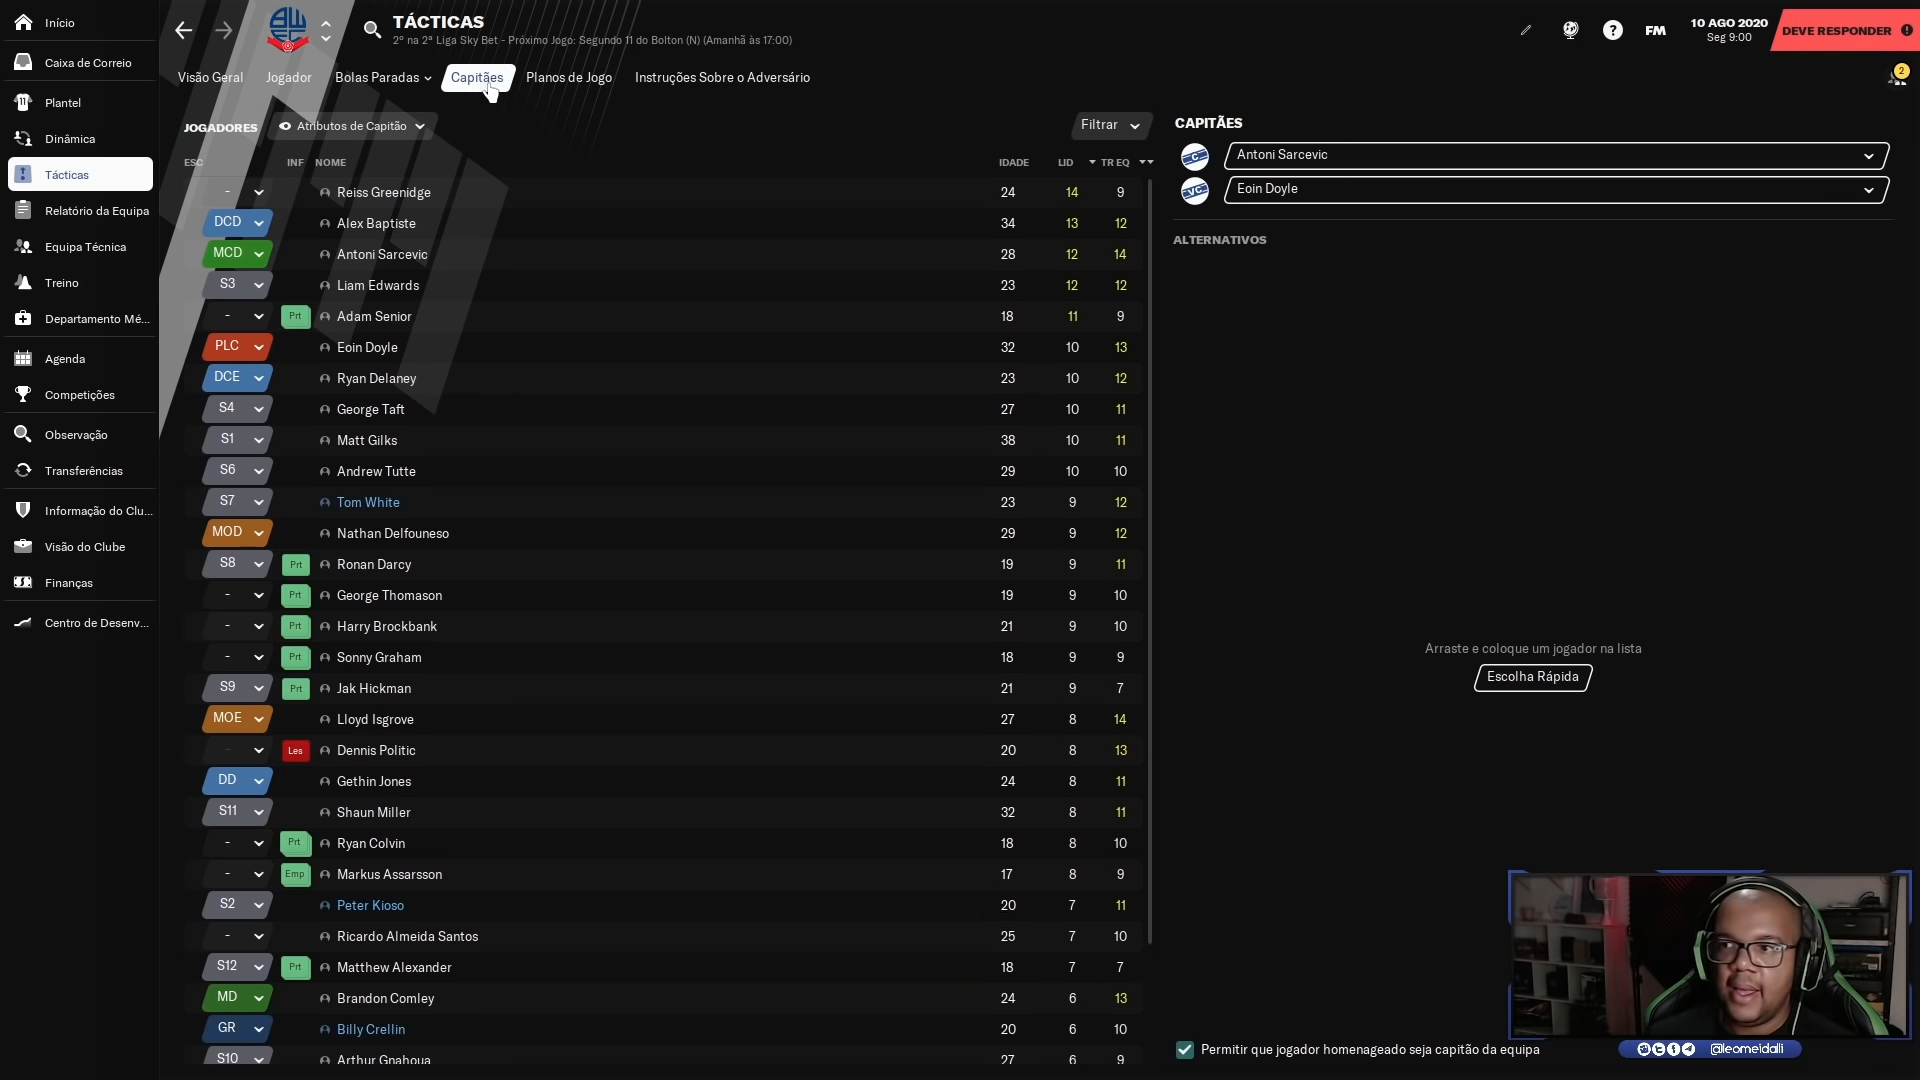 Início
Caixa de Correio
Plantel
Dinâmica
Tácticas
Relatório da Equipa
Equipa Técnica
Treino
Departamento Mé...
Agenda
Competições
Observação
Transferências
Informação do Clu...
Visão do Clube
Finanças
Centro de Desenv...
TÁCTICAS
2º na 2ª Liga Sky Bet - Próximo Jogo: Segundo 11 do Bolton (N) (Amanhã às 17:00)
FM
10 AGO 2020
Seg 9:00
DEVE RESPONDER
2
Visão Geral Jogador Bolas Paradas Capitães Planos de Jogo Instruções Sobre o Adversário
JOGADORES Atributos de Capitão Filtrar
ESC INF NOME IDADE LID TR EQ
- Reiss Greenidge 24 14 9
DCD Alex Baptiste 34 13 12
MCD Antoni Sarcevic 28 12 14
S3 Liam Edwards 23 12 12
- Prt Adam Senior 18 11 9
PLC Eoin Doyle 32 10 13
DCE Ryan Delaney 23 10 12
S4 George Taft 27 10 11
S1 Matt Gilks 38 10 11
S6 Andrew Tutte 29 10 10
S7 Tom White 23 9 12
MOD Nathan Delfouneso 29 9 12
S8 Prt Ronan Darcy 19 9 11
- Prt George Thomason 19 9 10
- Prt Harry Brockbank 21 9 10
- Prt Sonny Graham 18 9 9
S9 Prt Jak Hickman 21 9 7
MOE Lloyd Isgrove 27 8 14
- Les Dennis Politic 20 8 13
DD Gethin Jones 24 8 11
S11 Shaun Miller 32 8 11
- Prt Ryan Colvin 18 8 10
- Emp Markus Assarsson 17 8 9
S2 Peter Kioso 20 7 11
- Ricardo Almeida Santos 25 7 10
S12 Prt Matthew Alexander 18 7 7
MD Brandon Comley 24 6 13
GR Billy Crellin 20 6 10
S10 Arthur Gnahoua 27 6 9
CAPITÃES
C Antoni Sarcevic
VC Eoin Doyle
ALTERNATIVOS
Arraste e coloque um jogador na lista
Escolha Rápida
Permitir que jogador homenageado seja capitão da equipa
@leomeidalli